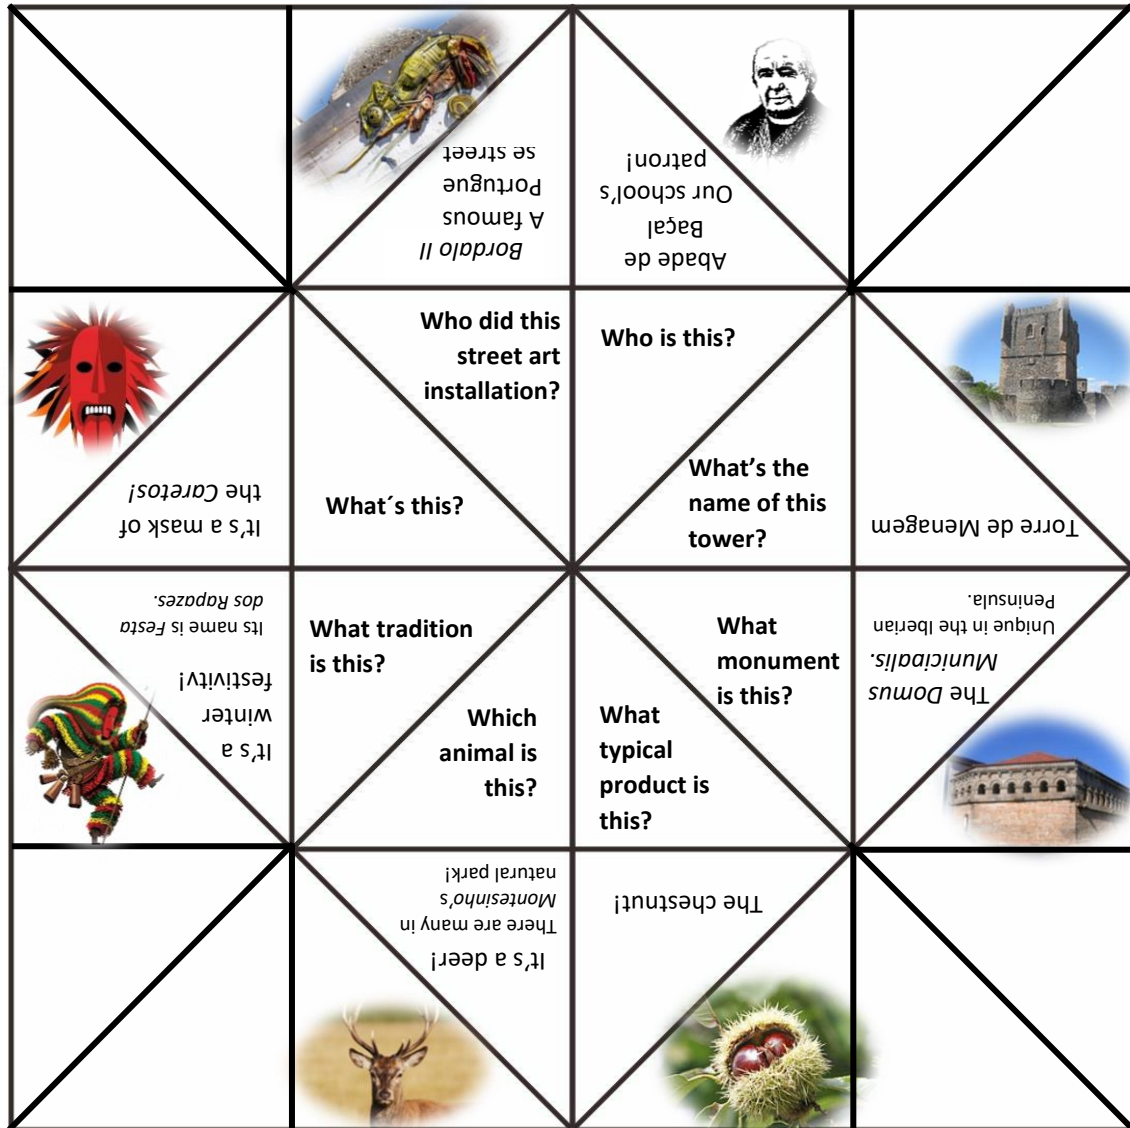 Bordalo II
A famous
Portugue
se street
Abade de
Baçal
Our school's
patron!
Who did this
street art
installation?
Who is this?
It's a mask of
the Caretos!
What´s this?
What’s the
name of this
tower?
Torre de Menagem
It's a
winter
festivity!
Its name is Festa
dos Rapazes.
What tradition
is this?
Which
animal is
this?
What
typical
product is
this?
What
monument
is this?
The Domus
Municipalis.
Unique in the Iberian
Peninsula.
It's a deer!
There are many in
Montesinho's
natural park!
The chestnut!